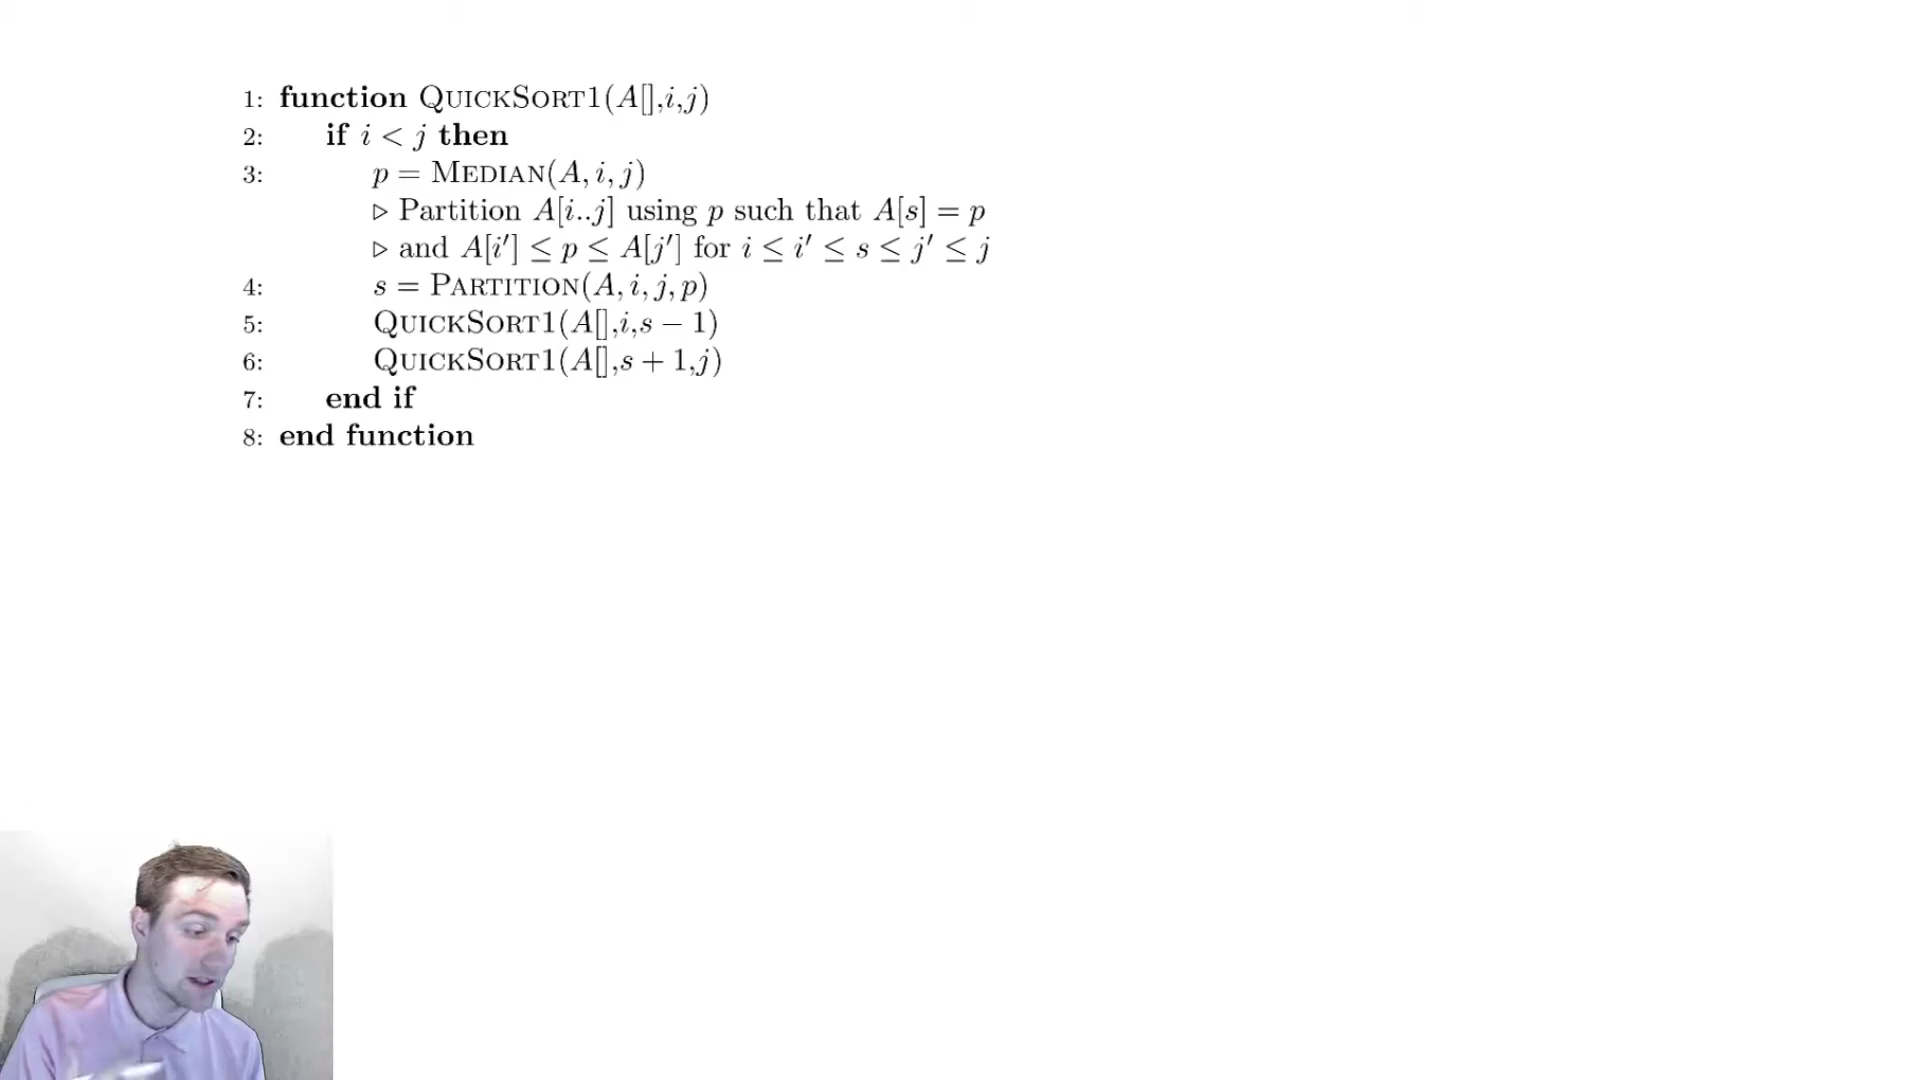 1: function QUICKSORT1(A[],i,j)
2: if i < j then
3: p = MEDIAN(A, i, j)
▷ Partition A[i..j] using p such that A[s] = p
▷ and A[i′] ≤ p ≤ A[j′] for i ≤ i′ ≤ s ≤ j′ ≤ j
4: s = PARTITION(A, i, j, p)
5: QUICKSORT1(A[],i,s − 1)
6: QUICKSORT1(A[],s + 1,j)
7: end if
8: end function